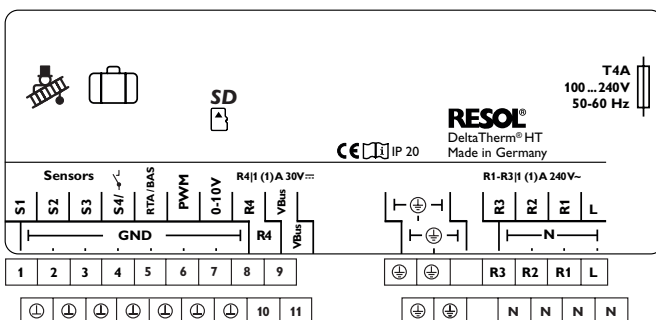 SD
T4A
100 ... 240V
50-60 Hz
RESOL®
DeltaTherm® HT
Made in Germany
CE i IP 20
Sensors
R4|1 (1) A 30V
R1-R3|1 (1) A 240V~
S1 S2 S3 S4/ RTA/BAS PWM 0-10V R4 VBus
R3 R2 R1 L
GND R4 VBus
N
1 2 3 4 5 6 7 8 9
R3 R2 R1 L
10 11
N N N N